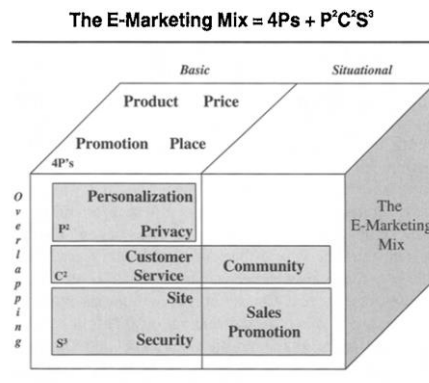 The E-Marketing Mix = 4Ps + P²C²S³
Basic Situational
Product Price
Promotion Place
4P's
Overlapping
Personalization
P² Privacy
Customer
C² Service
Community
Site
S³ Security
Sales
Promotion
The
E-Marketing
Mix